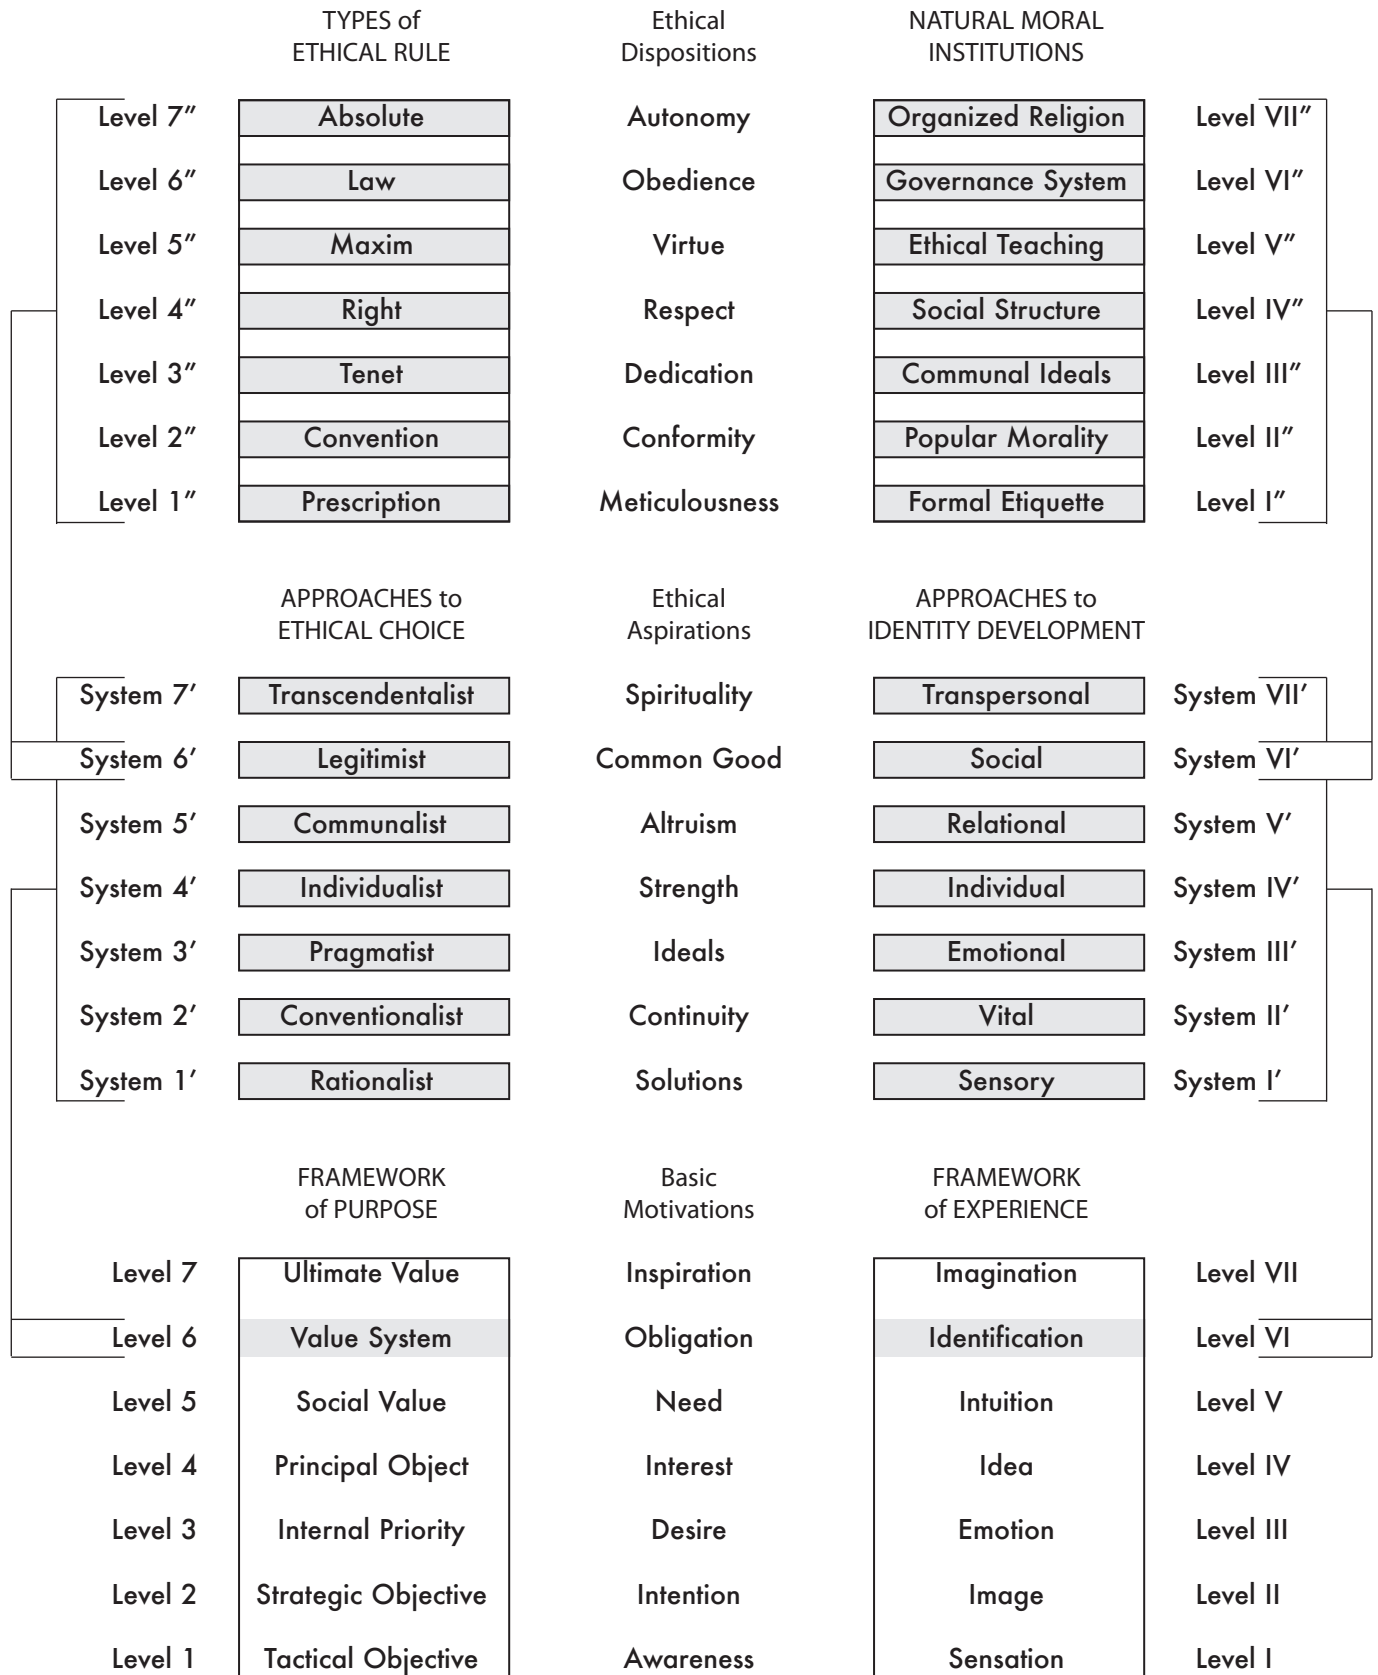 TYPES of Ethical NATURAL MORAL
ETHICAL RULE Dispositions INSTITUTIONS
Level 7″ Absolute Autonomy Organized Religion Level VII″
Level 6″ Law Obedience Governance System Level VI″
Level 5″ Maxim Virtue Ethical Teaching Level V″
Level 4″ Right Respect Social Structure Level IV″
Level 3″ Tenet Dedication Communal Ideals Level III″
Level 2″ Convention Conformity Popular Morality Level II″
Level 1″ Prescription Meticulousness Formal Etiquette Level I″
APPROACHES to Ethical APPROACHES to
ETHICAL CHOICE Aspirations IDENTITY DEVELOPMENT
System 7′ Transcendentalist Spirituality Transpersonal System VII′
System 6′ Legitimist Common Good Social System VI′
System 5′ Communalist Altruism Relational System V′
System 4′ Individualist Strength Individual System IV′
System 3′ Pragmatist Ideals Emotional System III′
System 2′ Conventionalist Continuity Vital System II′
System 1′ Rationalist Solutions Sensory System I′
FRAMEWORK Basic FRAMEWORK
of PURPOSE Motivations of EXPERIENCE
Level 7 Ultimate Value Inspiration Imagination Level VII
Level 6 Value System Obligation Identification Level VI
Level 5 Social Value Need Intuition Level V
Level 4 Principal Object Interest Idea Level IV
Level 3 Internal Priority Desire Emotion Level III
Level 2 Strategic Objective Intention Image Level II
Level 1 Tactical Objective Awareness Sensation Level I